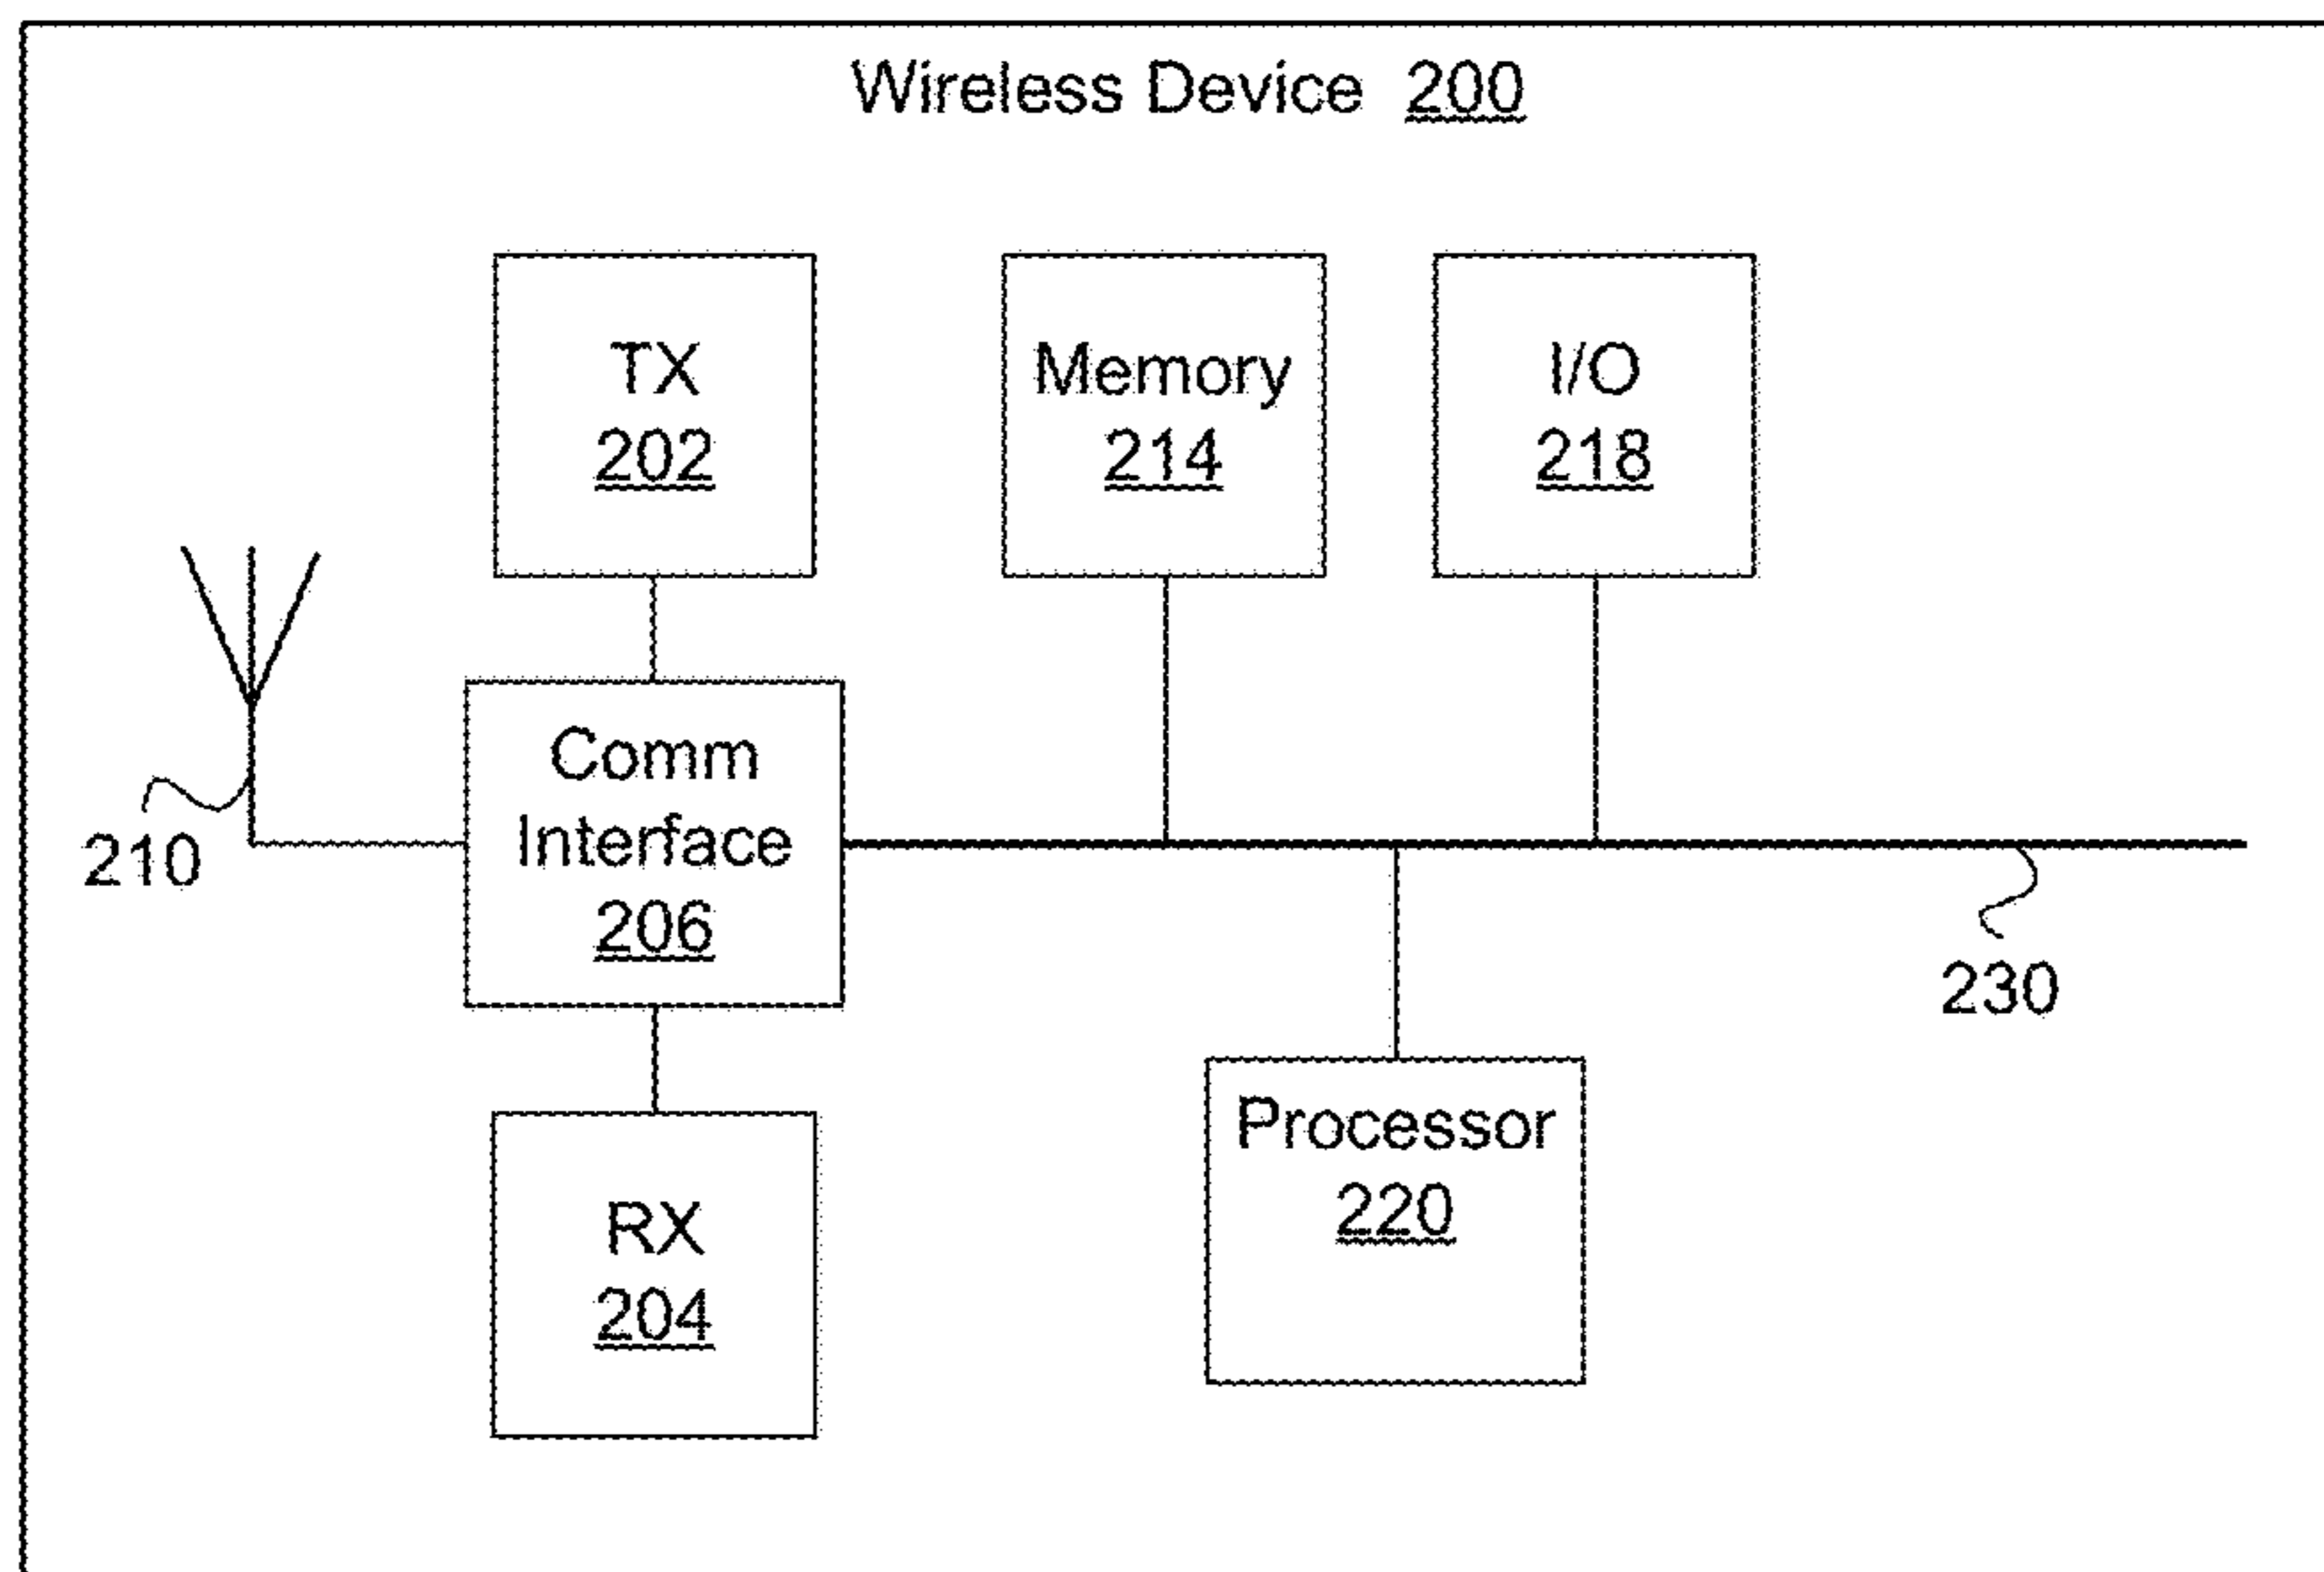 Wireless Device 200
TX
202
Memory
214
I/O
218
Comm
Interface
206
210
230
Processor
220
RX
204